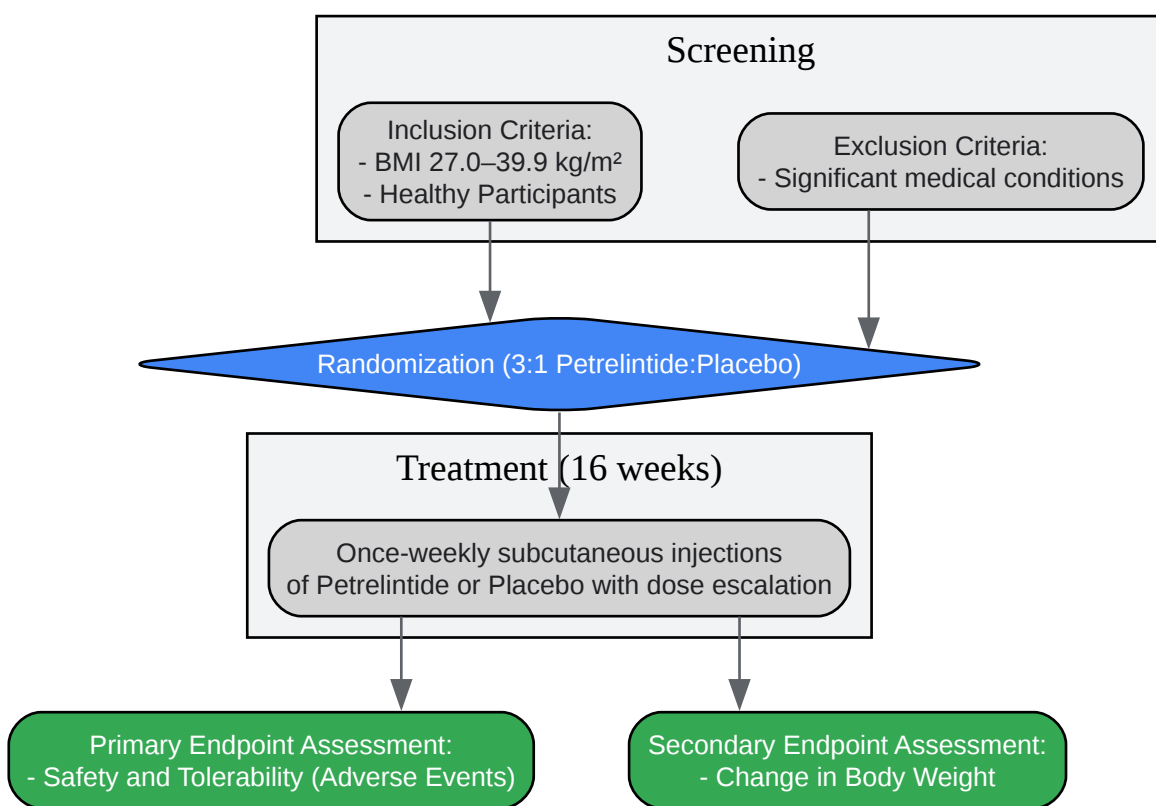 Screening
Inclusion Criteria:
- BMI 27.0–39.9 kg/m²
- Healthy Participants
Exclusion Criteria:
- Significant medical conditions
Randomization (3:1 Petrelintide:Placebo)
Treatment (16 weeks)
Once-weekly subcutaneous injections
of Petrelintide or Placebo with dose escalation
Primary Endpoint Assessment:
- Safety and Tolerability (Adverse Events)
Secondary Endpoint Assessment:
- Change in Body Weight